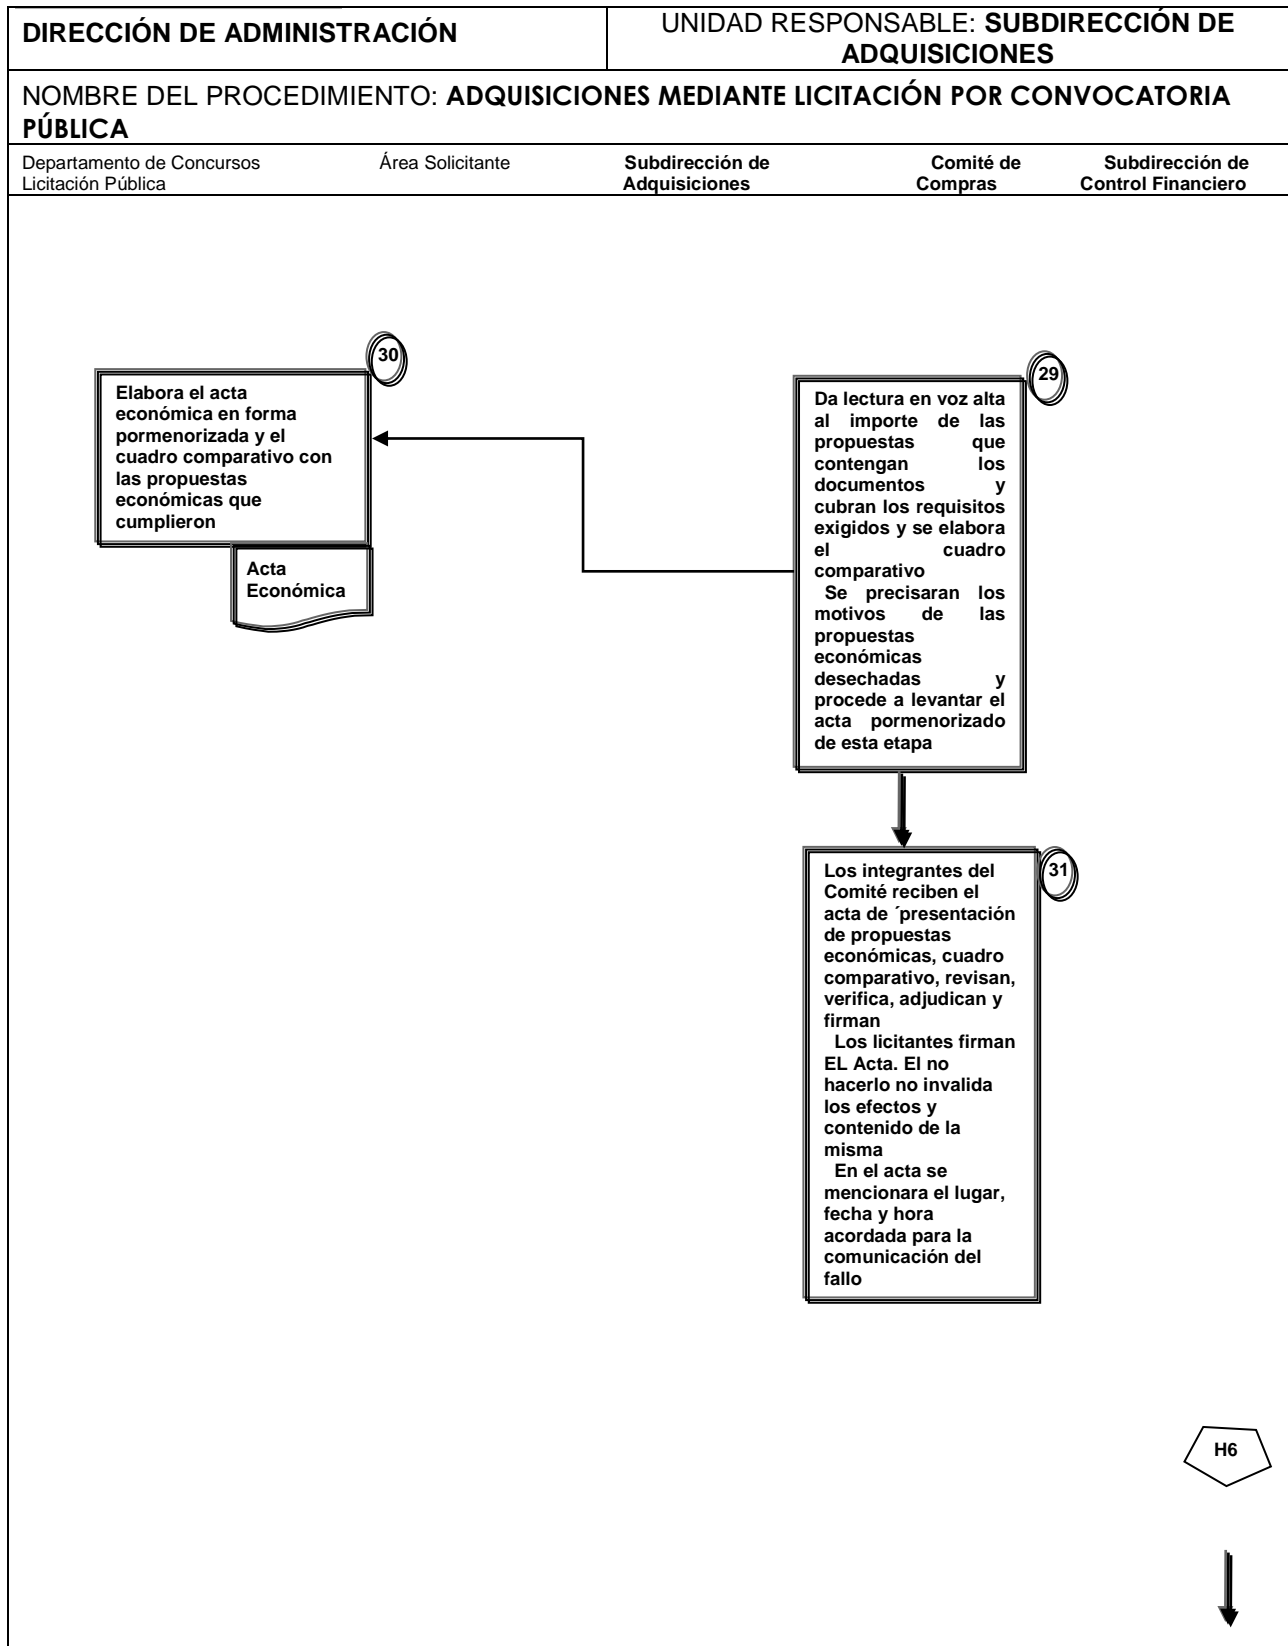 DIRECCIÓN DE ADMINISTRACIÓN
UNIDAD RESPONSABLE: SUBDIRECCIÓN DE
ADQUISICIONES
NOMBRE DEL PROCEDIMIENTO: ADQUISICIONES MEDIANTE LICITACIÓN POR CONVOCATORIA
PÚBLICA
Departamento de Concursos
Licitación Pública
Área Solicitante
Subdirección de
Adquisiciones
Comité de
Compras
Subdirección de
Control Financiero
30
Elabora el acta
económica en forma
pormenorizada y el
cuadro comparativo con
las propuestas
económicas que
cumplieron
Acta
Económica
29
Da lectura en voz alta
al importe de las
propuestas que
contengan los
documentos y
cubran los requisitos
exigidos y se elabora
el cuadro
comparativo
Se precisaran los
motivos de las
propuestas
económicas
desechadas y
procede a levantar el
acta pormenorizado
de esta etapa
31
Los integrantes del
Comité reciben el
acta de ´presentación
de propuestas
económicas, cuadro
comparativo, revisan,
verifica, adjudican y
firman
Los licitantes firman
EL Acta. El no
hacerlo no invalida
los efectos y
contenido de la
misma
En el acta se
mencionara el lugar,
fecha y hora
acordada para la
comunicación del
fallo
H6